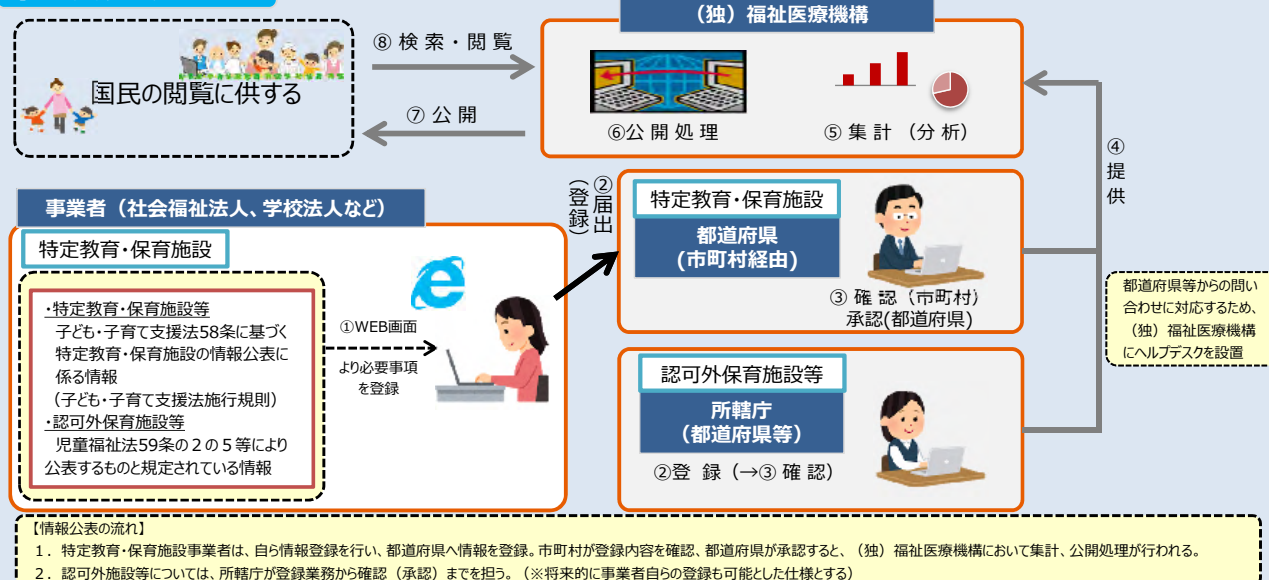 (独)福祉医療機構
⑧検索・閲覧
国民の閲覧に供する
⑦公開
⑥公開処理
⑤集計(分析)
④提供
事業者(社会福祉法人、学校法人など)
特定教育・保育施設
・特定教育・保育施設等
子ども・子育て支援法58条に基づく
特定教育・保育施設の情報公表に
係る情報
(子ども・子育て支援法施行規則)
・認可外保育施設等
児童福祉法59条の2の5等により
公表するものと規定されている情報
①WEB画面
より必要事項
を登録
②届出
(登録)
特定教育・保育施設
都道府県
(市町村経由)
③確認(市町村)
承認(都道府県)
認可外保育施設等
所轄庁
(都道府県等)
②登録(→③確認)
都道府県等からの問い
合わせに対応するため、
(独)福祉医療機構
にヘルプデスクを設置
【情報公表の流れ】
1.特定教育・保育施設事業者は、自ら情報登録を行い、都道府県へ情報を登録。市町村が登録内容を確認、都道府県が承認すると、(独)福祉医療機構において集計、公開処理が行われる。
2.認可外施設等については、所轄庁が登録業務から確認(承認)までを担う。(※将来的に事業者自らの登録も可能とした仕様とする)